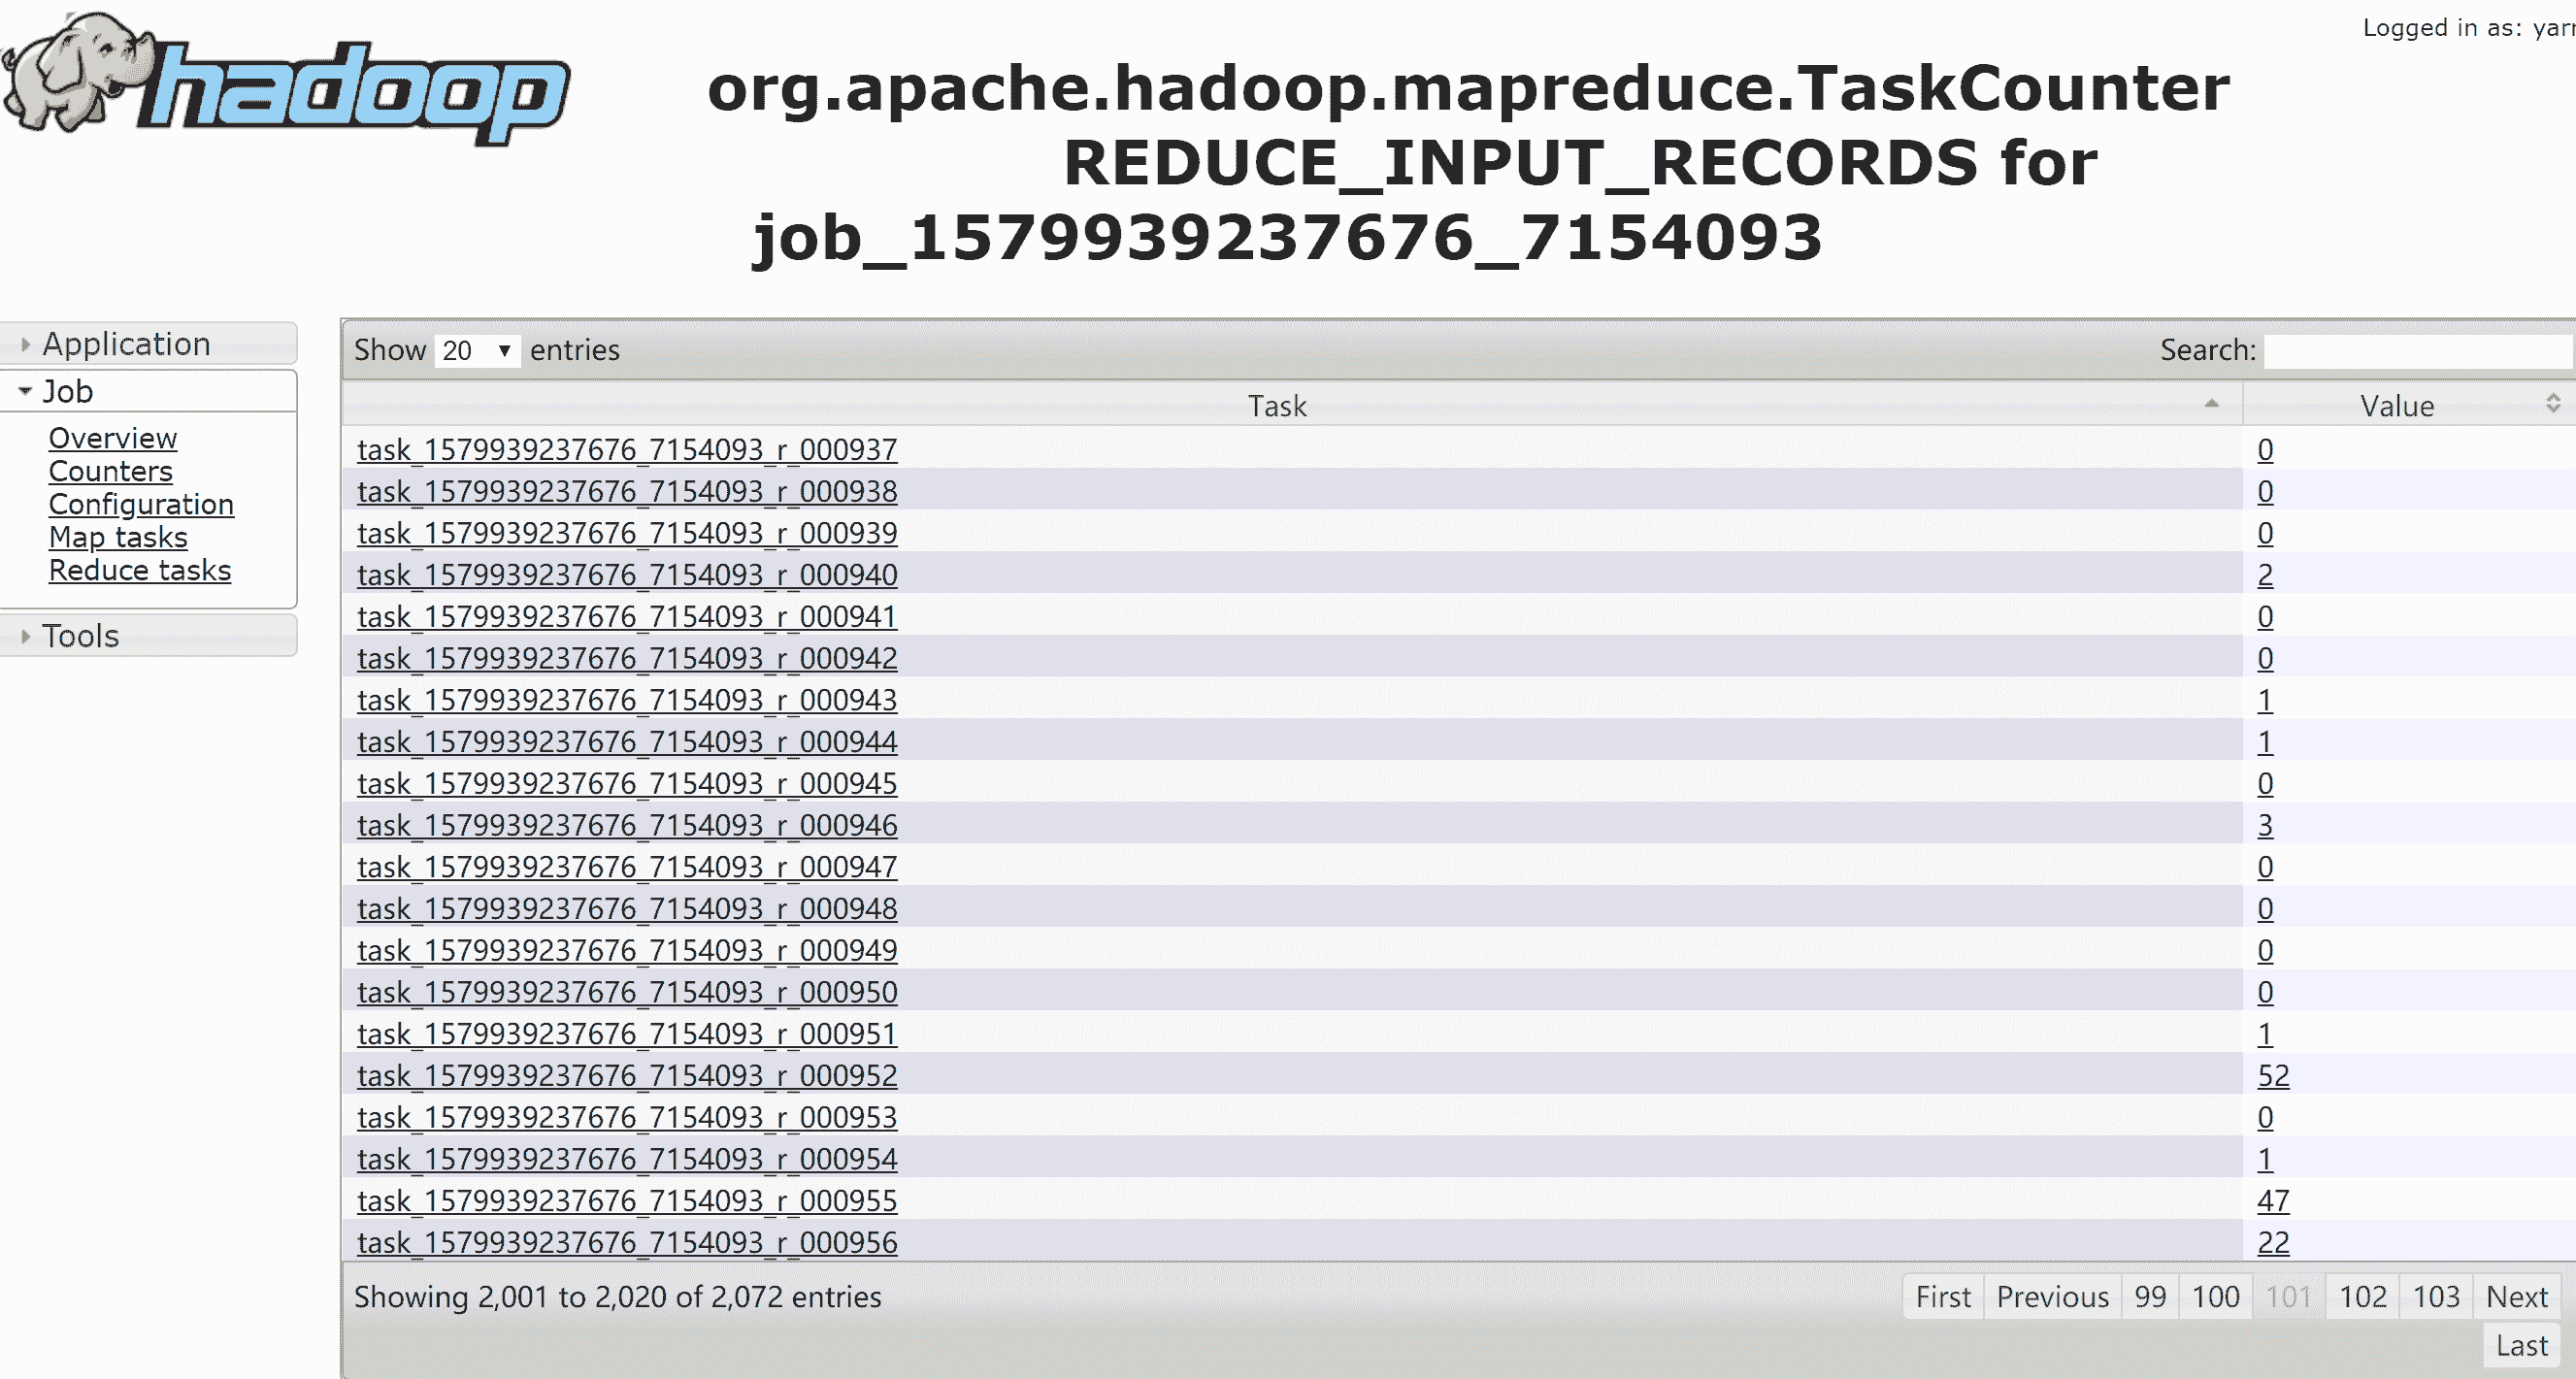 hadoop
Logged in as: yarn
org.apache.hadoop.mapreduce.TaskCounter
REDUCE_INPUT_RECORDS for
job_1579939237676_7154093
Application
Job
Overview
Counters
Configuration
Map tasks
Reduce tasks
Tools
Show 20 entries Search:
Task Value
task_1579939237676_7154093_r_000937 0
task_1579939237676_7154093_r_000938 0
task_1579939237676_7154093_r_000939 0
task_1579939237676_7154093_r_000940 2
task_1579939237676_7154093_r_000941 0
task_1579939237676_7154093_r_000942 0
task_1579939237676_7154093_r_000943 1
task_1579939237676_7154093_r_000944 1
task_1579939237676_7154093_r_000945 0
task_1579939237676_7154093_r_000946 3
task_1579939237676_7154093_r_000947 0
task_1579939237676_7154093_r_000948 0
task_1579939237676_7154093_r_000949 0
task_1579939237676_7154093_r_000950 0
task_1579939237676_7154093_r_000951 1
task_1579939237676_7154093_r_000952 52
task_1579939237676_7154093_r_000953 0
task_1579939237676_7154093_r_000954 1
task_1579939237676_7154093_r_000955 47
task_1579939237676_7154093_r_000956 22
Showing 2,001 to 2,020 of 2,072 entries First Previous 99 100 101 102 103 Next
Last